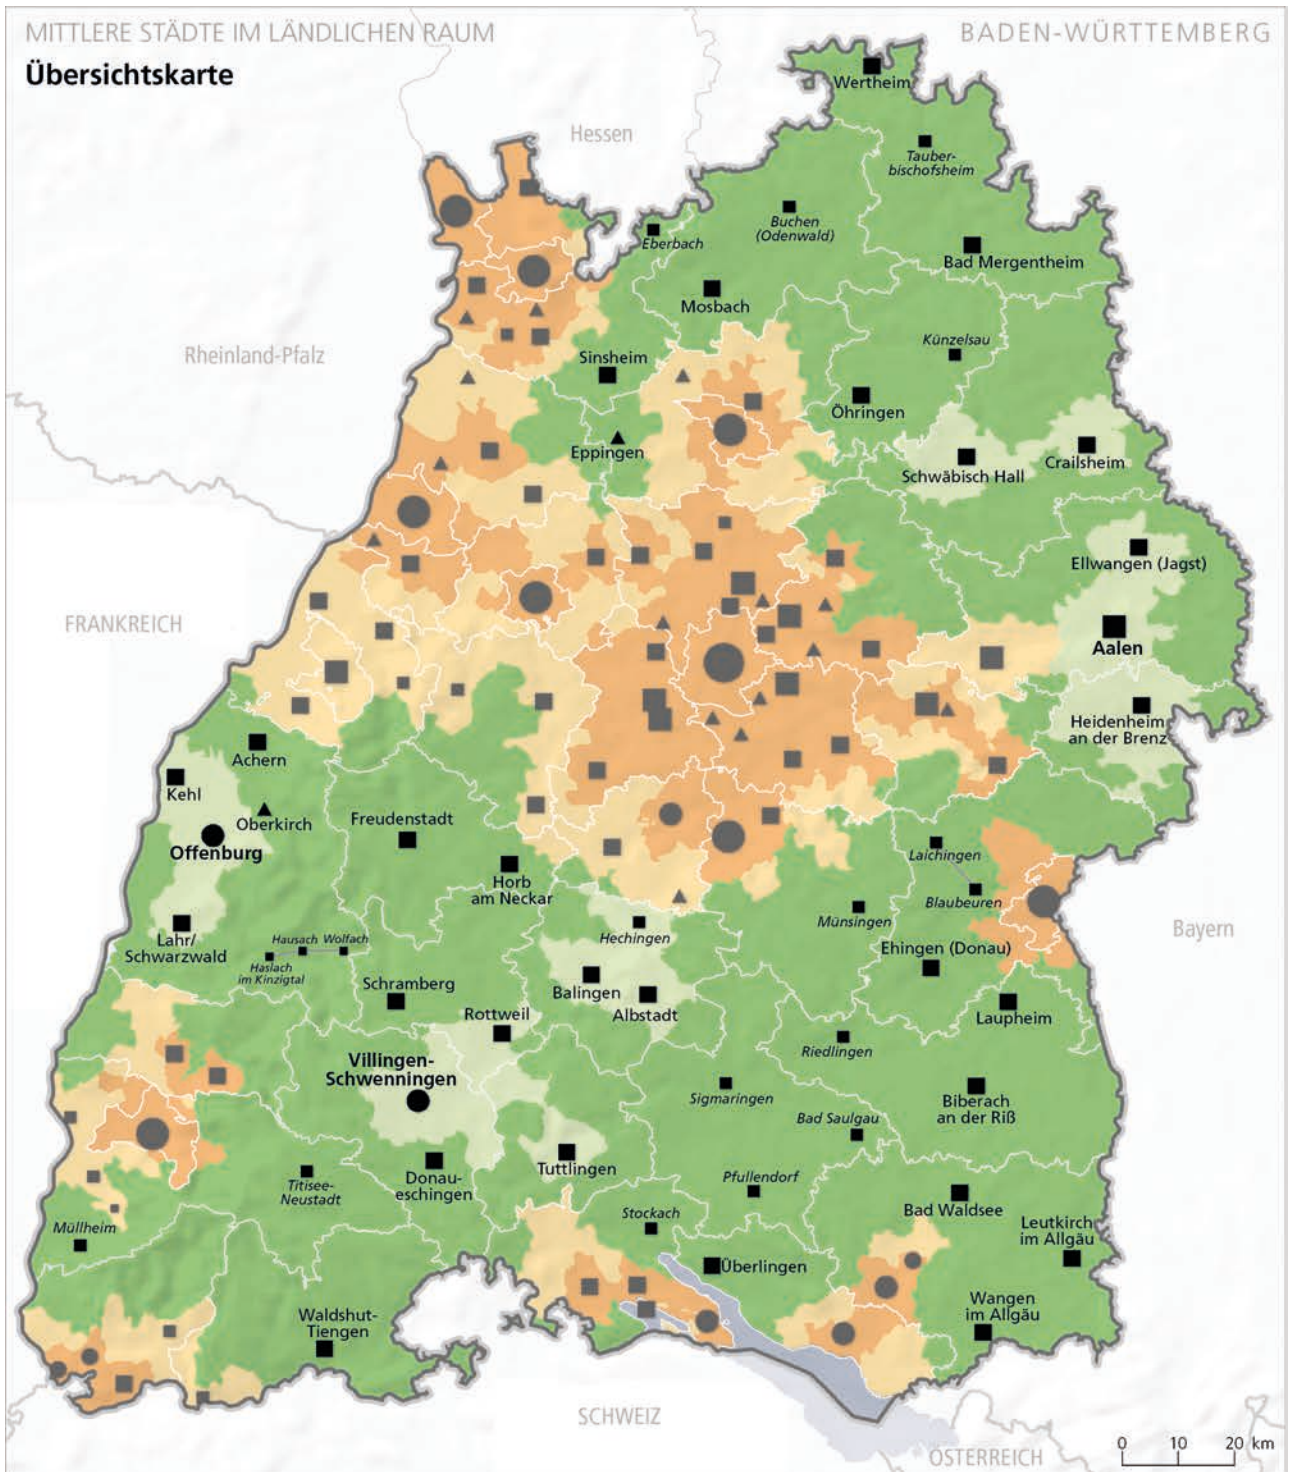 MITTLERE STÄDTE IM LÄNDLICHEN RAUM
BADEN-WÜRTTEMBERG
Übersichtskarte
Wertheim
Hessen
Tauber-
bischofsheim
Buchen
(Odenwald)
Eberbach
Bad Mergentheim
Mosbach
Künzelsau
Rheinland-Pfalz
Sinsheim
Öhringen
Eppingen
Schwäbisch Hall
Crailsheim
Ellwangen (Jagst)
FRANKREICH
Aalen
Heidenheim
an der Brenz
Achern
Kehl
Oberkirch
Freudenstadt
Offenburg
Laichingen
Horb
am Neckar
Blaubeuren
Münsingen
Bayern
Lahr/
Schwarzwald
Hausach
Wolfach
Haslach
im Kinzigtal
Hechingen
Ehingen (Donau)
Schramberg
Balingen
Albstadt
Rottweil
Laupheim
Villingen-
Schwenningen
Riedlingen
Sigmaringen
Biberach
an der Riß
Bad Saulgau
Tuttlingen
Titisee-
Neustadt
Donau-
eschingen
Pfullendorf
Bad Waldsee
Müllheim
Stockach
Leutkirch
im Allgäu
Überlingen
Waldshut-
Tiengen
Wangen
im Allgäu
SCHWEIZ
ÖSTERREICH
0 10 20 km